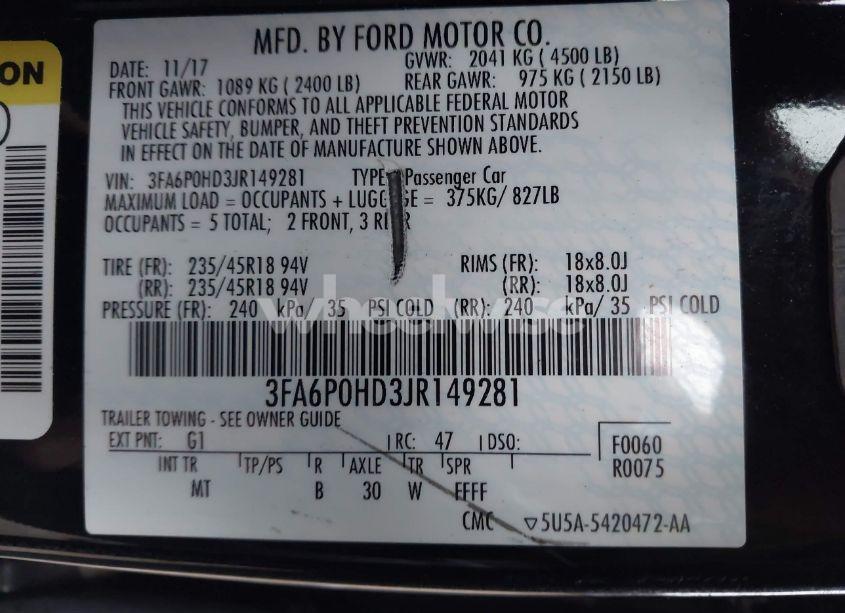 ON
MFD. BY FORD MOTOR CO.
DATE: 11/17
GVWR: 2041 KG ( 4500 LB)
FRONT GAWR: 1089 KG ( 2400 LB)
REAR GAWR: 975 KG ( 2150 LB)
THIS VEHICLE CONFORMS TO ALL APPLICABLE FEDERAL MOTOR
VEHICLE SAFETY, BUMPER, AND THEFT PREVENTION STANDARDS
IN EFFECT ON THE DATE OF MANUFACTURE SHOWN ABOVE.
VIN: 3FA6P0HD3JR149281 TYPE: Passenger Car
MAXIMUM LOAD = OCCUPANTS + LUGGAGE = 375KG/ 827LB
OCCUPANTS = 5 TOTAL; 2 FRONT, 3 REAR
TIRE (FR): 235/45R18 94V RIMS (FR): 18x8.0J
(RR): 235/45R18 94V (RR): 18x8.0J
PRESSURE (FR): 240 kPa/ 35 PSI COLD (RR): 240 kPa/ 35 PSI COLD
wheelwise
3FA6P0HD3JR149281
TRAILER TOWING - SEE OWNER GUIDE
EXT PNT: G1 RC: 47 DSO: F0060
R0075
INT TR TP/PS R AXLE TR SPR
MT B 30 W FFFF
CMC ▽5U5A-5420472-AA